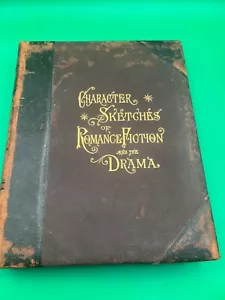 CHARACTER
SKETCHES
OF
ROMANCE FICTION
AND THE
DRAMA